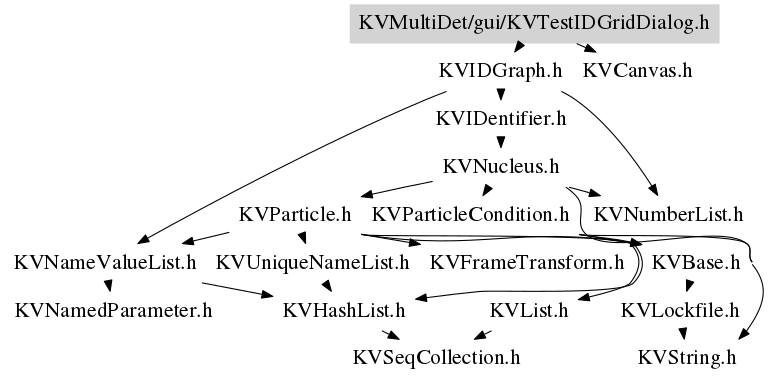 KVMultiDet/gui/KVTestIDGridDialog.h
KVIDGraph.h KVCanvas.h
KVIDentifier.h
KVNucleus.h
KVParticle.h KVParticleCondition.h KVNumberList.h
KVNameValueList.h KVUniqueNameList.h KVFrameTransform.h KVBase.h
KVNamedParameter.h KVHashList.h KVList.h KVLockfile.h
KVSeqCollection.h KVString.h